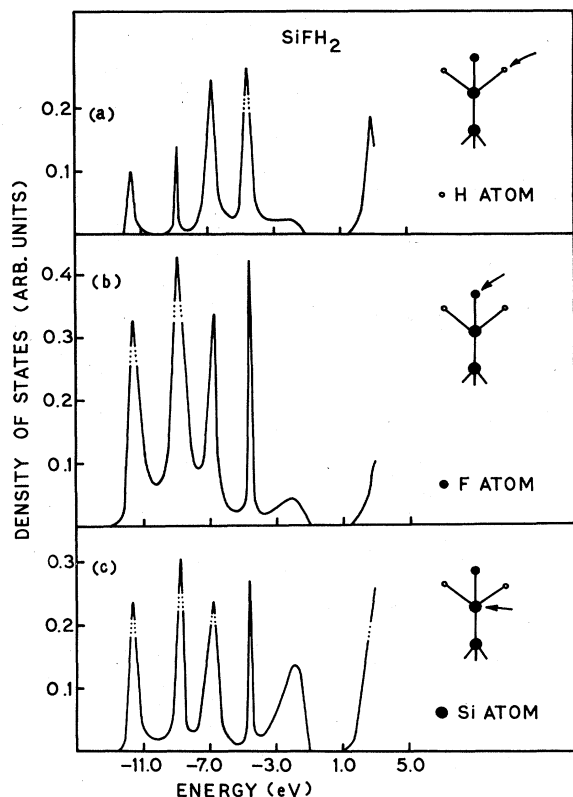 SiFH2
(a)
0.2
0.1
H ATOM
(b)
0.4
0.3
0.2
0.1
F ATOM
(c)
0.3
0.2
0.1
Si ATOM
-11.0 -7.0 -3.0 1.0 5.0
ENERGY (eV)
DENSITY OF STATES (ARB. UNITS)